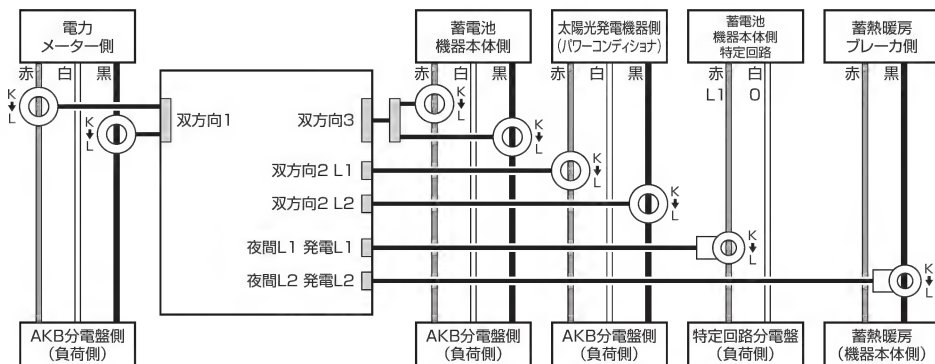 電力
メーター側
蓄電池
機器本体側
太陽光発電機器側
(パワーコンディショナ)
蓄電池
機器本体側
特定回路
蓄熱暖房
ブレーカ側
赤 白 黒
赤 白 黒
赤 白 黒
赤 白
L1 O
赤 黒
K
L
K
L
双方向1
双方向3
K
L
K
L
双方向2 L1
K
L
双方向2 L2
K
L
夜間L1 発電L1
K
L
夜間L2 発電L2
K
L
AKB分電盤側
(負荷側)
AKB分電盤側
(負荷側)
AKB分電盤側
(負荷側)
特定回路分電盤
(負荷側)
蓄熱暖房
(機器本体側)